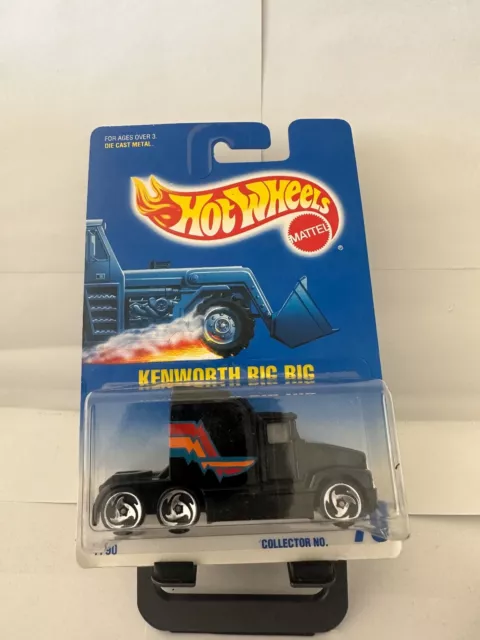 FOR AGES OVER 3.
DIE CAST METAL.
HOT WHEELS
MATTEL
®
KENWORTH BIG RIG
COLLECTOR NO.